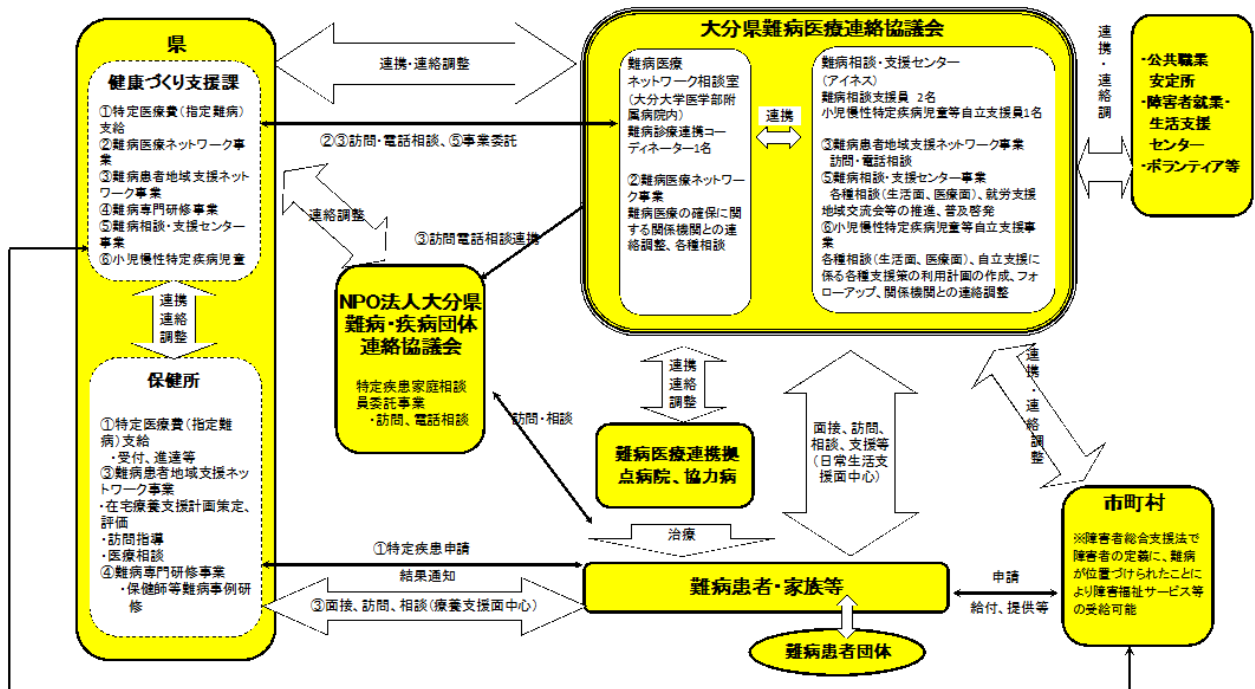 県
健康づくり支援課
①特定医療費(指定難病)
支給
②難病医療ネットワーク事
業
③難病患者地域支援ネット
ワーク事業
④難病専門研修事業
⑤難病相談・支援センター
事業
⑥小児慢性特定疾病児童
連携
連絡
調整
保健所
①特定医療費(指定難
病)支給
・受付、進達等
③難病患者地域支援ネッ
トワーク事業
・在宅療養支援計画策定、
評価
・訪問指導
・医療相談
④難病専門研修事業
・保健師等難病事例研
修
連携・連絡調整
②③訪問・電話相談、⑤事業委託
連絡調整
③訪問電話相談連携
NPO法人大分県
難病・疾病団体
連絡協議会
特定疾患家庭相談
員委託事業
・訪問、電話相談
訪問・相談
大分県難病医療連絡協議会
難病医療
ネットワーク相談室
(大分大学医学部附
属病院内)
難病診療連携コー
ディネーター1名
②難病医療ネットワー
ク事業
難病医療の確保に関
する関係機関との連
絡調整、各種相談
連携
難病相談・支援センター
(アイネス)
難病相談支援員 2名
小児慢性特定疾病児童等自立支援員1名
③難病患者地域支援ネットワーク事業
訪問・電話相談
⑤難病相談・支援センター事業
各種相談(生活面、医療面)、就労支援
地域交流会等の推進、普及啓発
⑥小児慢性特定疾病児童等自立支援事
業
各種相談(生活面、医療面)、自立支援に
係る各種支援策の利用計画の作成、フォ
ローアップ、関係機関との連絡調整
連携・連絡調
・公共職業
安定所
・障害者就業・
生活支援
センター
・ボランティア等
連携
連絡
調整
難病医療連携拠
点病院、協力病
治療
面接、訪問、
相談、支援等
(日常生活支
援面中心)
連携・連絡調整
市町村
※障害者総合支援法で
障害者の定義に、難病
が位置づけられたことに
より障害福祉サービス等
の受給可能
①特定疾患申請
結果通知
③面接、訪問、相談(療養支援面中心)
難病患者・家族等
申請
給付、提供等
難病患者団体